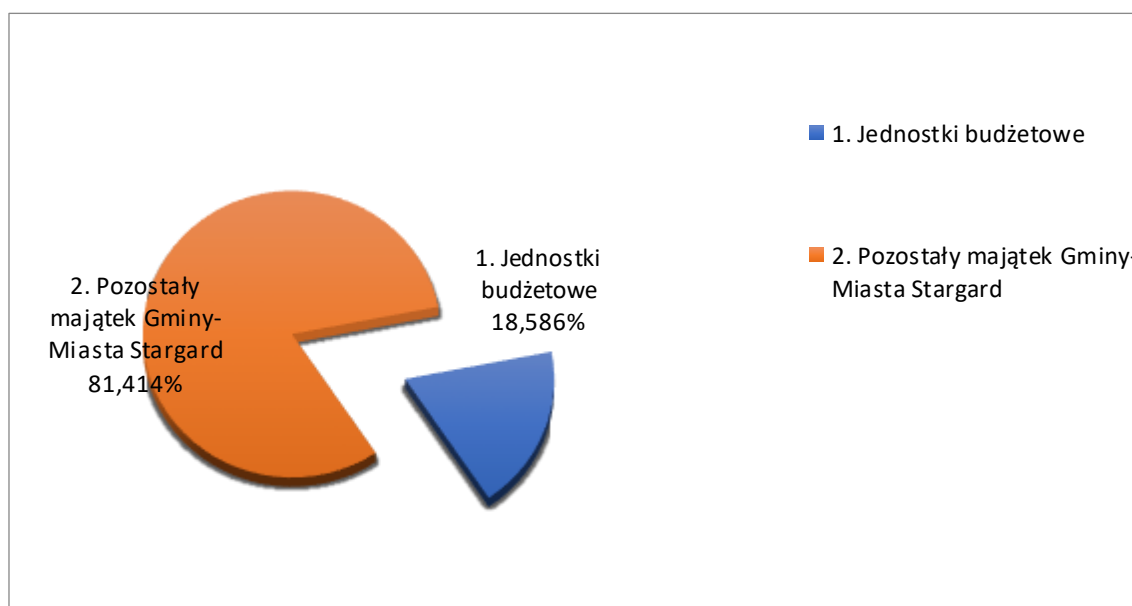 1. Jednostki budżetowe
2. Pozostały majątek Gminy-
Miasta Stargard
1. Jednostki
budżetowe
18,586%
2. Pozostały
majątek Gminy-
Miasta Stargard
81,414%